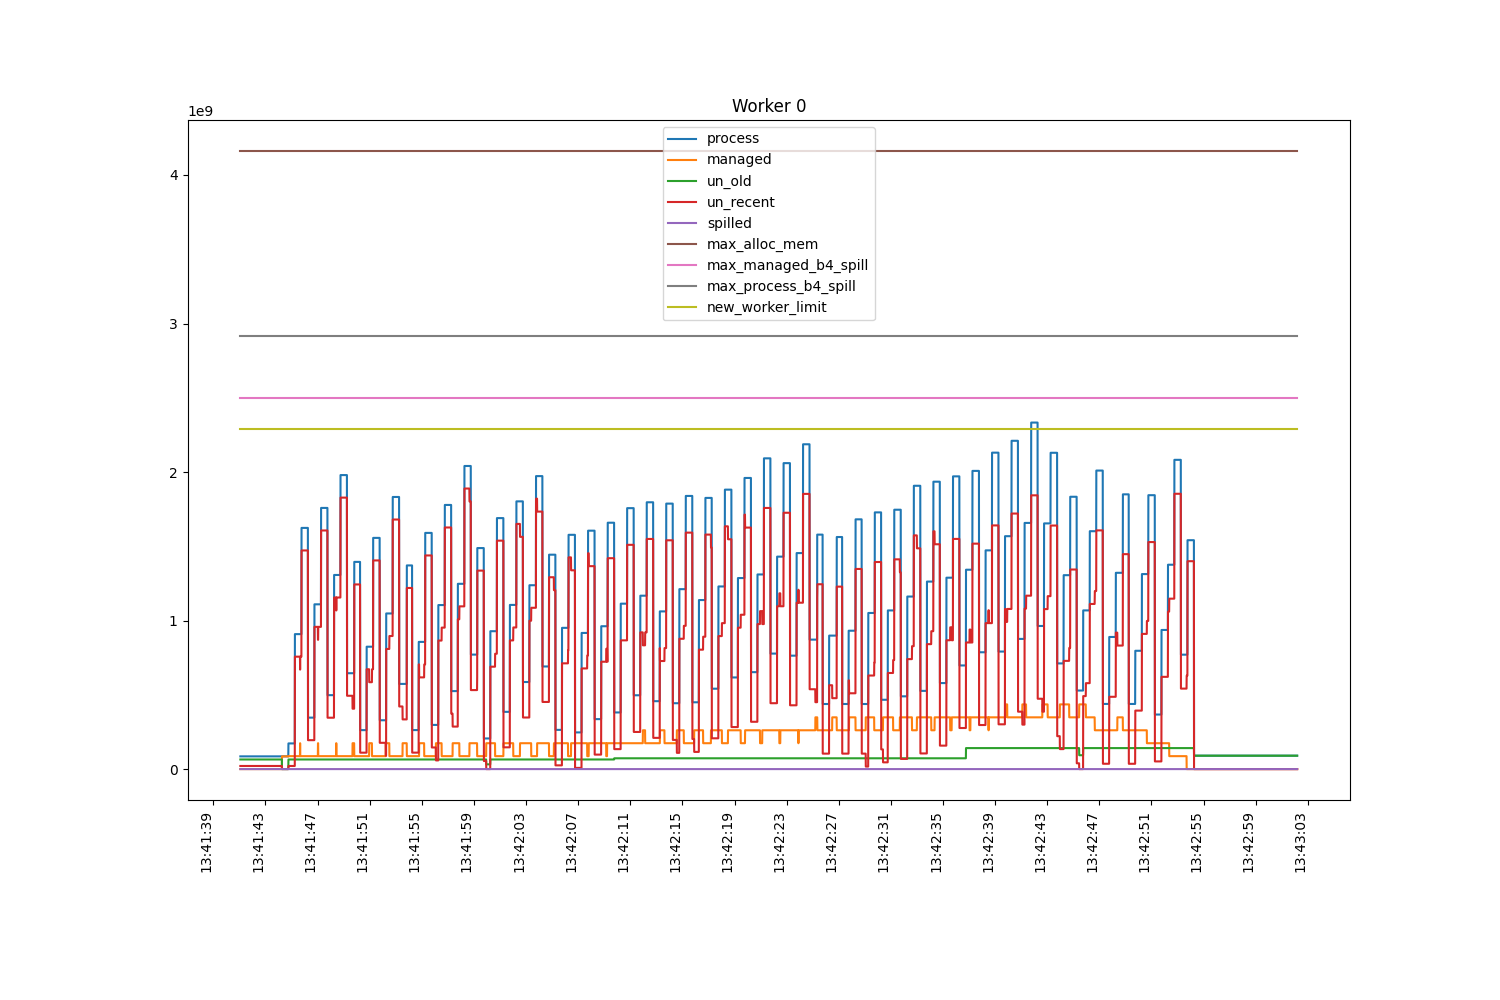 Worker 0
1e9
process
managed
un_old
un_recent
spilled
max_alloc_mem
max_managed_b4_spill
max_process_b4_spill
new_worker_limit
4
3
2
1
0
13:41:39
13:41:43
13:41:47
13:41:51
13:41:55
13:41:59
13:42:03
13:42:07
13:42:11
13:42:15
13:42:19
13:42:23
13:42:27
13:42:31
13:42:35
13:42:39
13:42:43
13:42:47
13:42:51
13:42:55
13:42:59
13:43:03